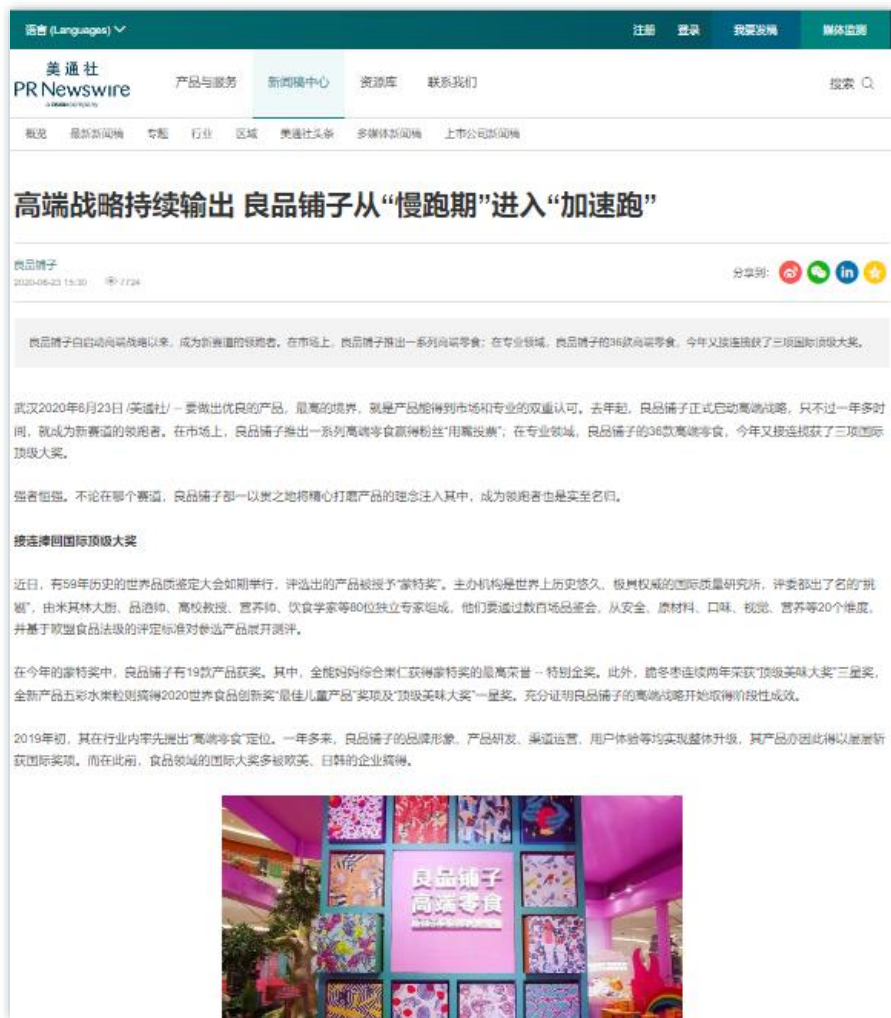 语言 (Languages)
注册 登录 我要发稿 媒体监测
美通社
PR Newswire
a CISION company
产品与服务 新闻稿中心 资源库 联系我们
搜索
概览 最新新闻稿 专题 行业 区域 美通社头条 多媒体新闻稿 上市公司新闻稿
高端战略持续输出 良品铺子从“慢跑期”进入“加速跑”
良品铺子
2020-06-23 15:30 7724
分享到:
良品铺子自启动高端战略以来，成为新赛道的领跑者。在市场上，良品铺子推出一系列高端零食；在专业领域，良品铺子的36款高端零食，今年又接连揽获了三项国际顶级大奖。
武汉2020年6月23日 /美通社/ -- 要做出优良的产品，最高的境界，就是产品能得到市场和专业的双重认可。去年起，良品铺子正式启动高端战略，只不过一年多时
间，就成为新赛道的领跑者。在市场上，良品铺子推出一系列高端零食赢得粉丝“用嘴投票”；在专业领域，良品铺子的36款高端零食，今年又接连揽获了三项国际
顶级大奖。
强者恒强。不论在哪个赛道，良品铺子都一以贯之地将精心打磨产品的理念注入其中，成为领跑者也是实至名归。
接连捧回国际顶级大奖
近日，有59年历史的世界品质鉴定大会如期举行，评选出的产品被授予“蒙特奖”。主办机构是世界上历史悠久、极具权威的国际质量研究所，评委都出了名的“挑
剔”，由米其林大厨、品酒师、高校教授、营养师、饮食学家等80位独立专家组成，他们要通过数百场品鉴会，从安全、原材料、口味、视觉、营养等20个维度，
并基于欧盟食品法级的评定标准对参选产品展开测评。
在今年的蒙特奖中，良品铺子有19款产品获奖。其中，全能妈妈综合果仁获得蒙特奖的最高荣誉 -- 特别金奖。此外，脆冬枣连续两年荣获“顶级美味大奖”三星奖，
全新产品五彩水果粒则摘得2020世界食品创新奖“最佳儿童产品”奖项及“顶级美味大奖”一星奖。充分证明良品铺子的高端战略开始取得阶段性成效。
2019年初，其在行业内率先提出“高端零食”定位。一年多来，良品铺子的品牌形象、产品研发、渠道运营、用户体验等均实现整体升级，其产品亦因此得以屡屡斩
获国际奖项。而在此前，食品领域的国际大奖多被欧美、日韩的企业摘得。
良品铺子
高端零食